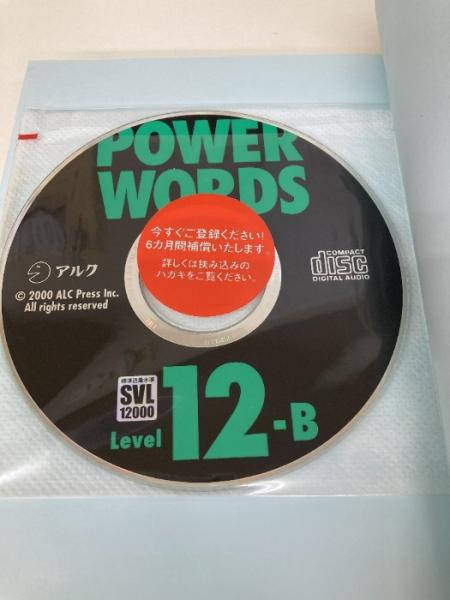 POWER
WORDS
今すぐご登録ください!
6カ月間補償いたします。
詳しくは挟み込みの
ハガキをご覧ください。
アルク
© 2000 ALC Press Inc.
All rights reserved
COMPACT
disc
DIGITAL AUDIO
標準語彙水準
SVL
12000
Level 12-B